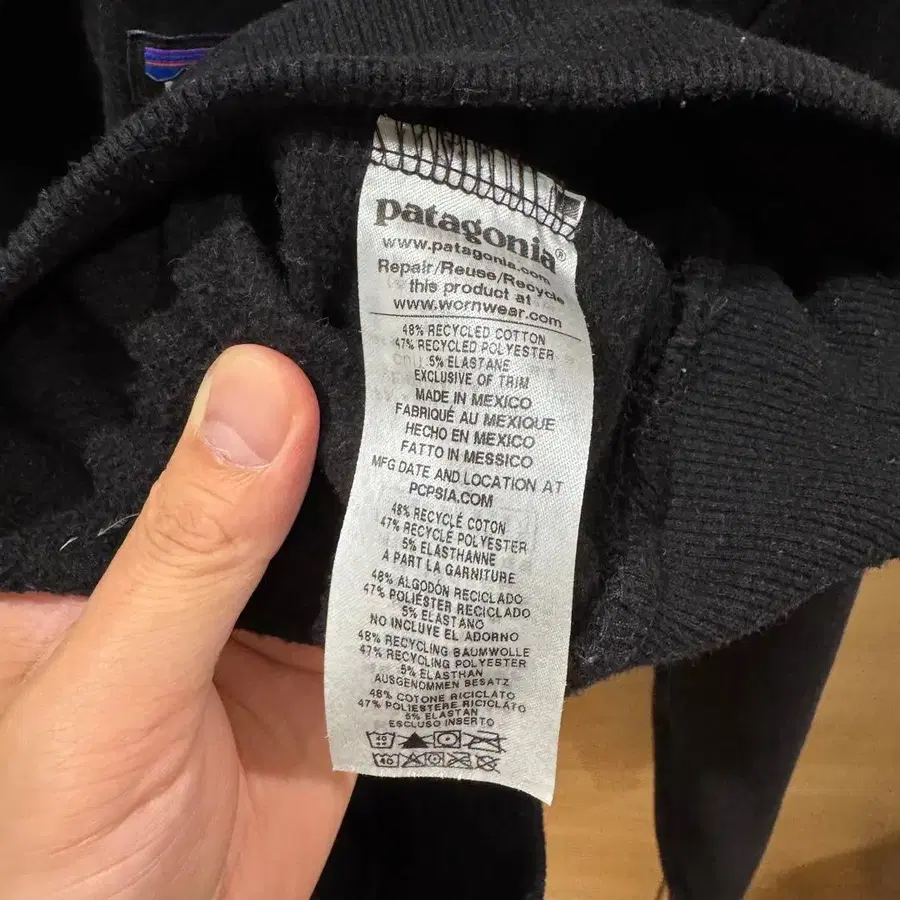 patagonia®
www.patagonia.com
Repair/Reuse/Recycle
this product at
www.wornwear.com
48% RECYCLED COTTON
47% RECYCLED POLYESTER
5% ELASTANE
EXCLUSIVE OF TRIM
MADE IN MEXICO
FABRIQUÉ AU MEXIQUE
HECHO EN MEXICO
FATTO IN MESSICO
MFG DATE AND LOCATION AT
PCPSIA.COM
48% RECYCLÉ COTON
47% RECYCLÉ POLYESTER
5% ÉLASTHANNE
À PART LA GARNITURE
48% ALGODÓN RECICLADO
47% POLIÉSTER RECICLADO
5% ELASTANO
NO INCLUYE EL ADORNO
48% RECYCLING BAUMWOLLE
47% RECYCLING POLYESTER
5% ELASTHAN
AUSGENOMMEN BESATZ
48% COTONE RICICLATO
47% POLIESTERE RICICLATO
5% ELASTAN
ESCLUSO INSERTO
40
40